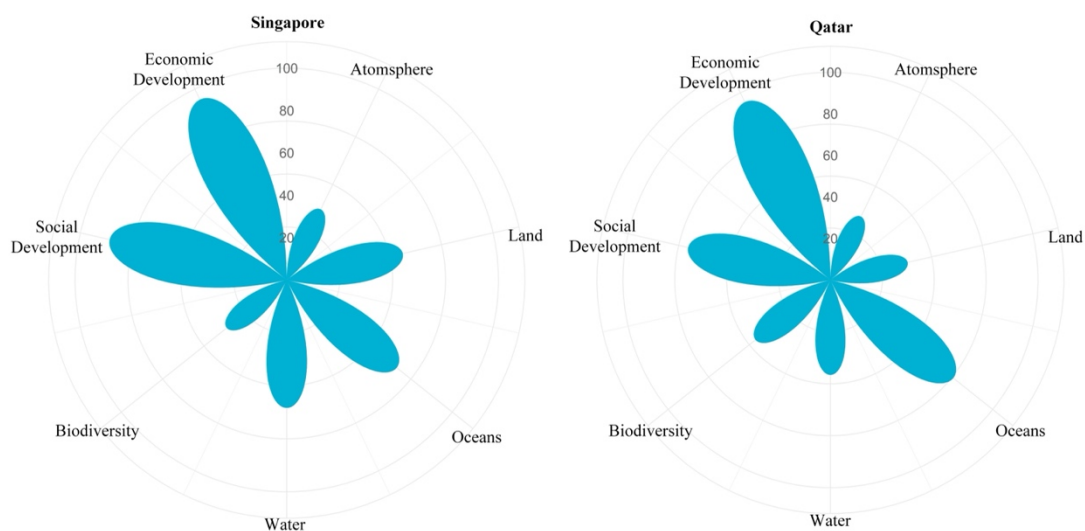 Singapore
Economic
Development
100
Atomsphere
80
60
40
Social
Development
20
Land
Biodiversity
Oceans
Water
Qatar
Economic
Development
100
Atomsphere
80
60
40
Social
Development
20
Land
Biodiversity
Oceans
Water